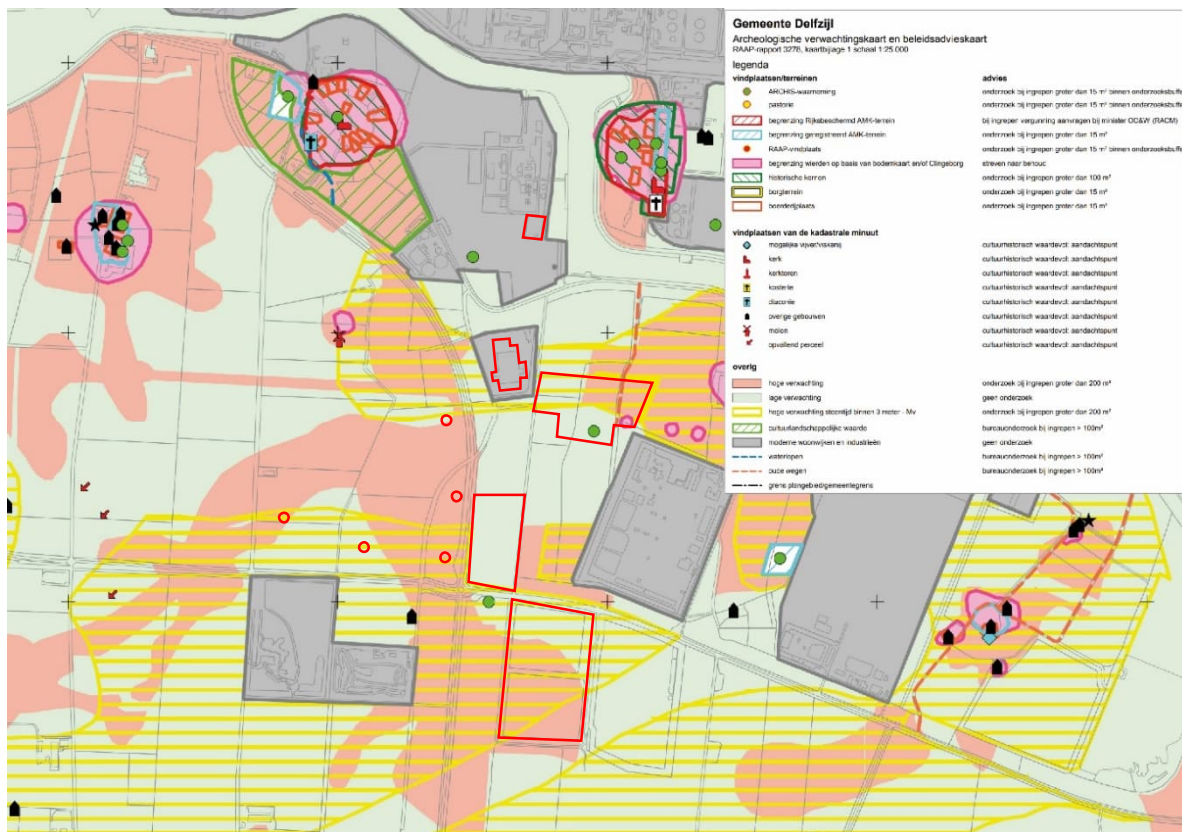 Gemeente Delfzijl
Archeologische verwachtingskaart en beleidsadvieskaart
RAAP-rapport 3278, kaartbijlage 1 schaal 1:25.000
legenda
vindplaatsen/terreinen advies
ARCHIS-waarneming onderzoek bij ingrepen groter dan 15 m² binnen onderzoeksbuffe
pastorie onderzoek bij ingrepen groter dan 15 m² binnen onderzoeksbuffe
begrenzing Rijksbeschermd AMK-terrein bij ingrepen vergunning aanvragen bij minister OC&W (RACM)
begrenzing geregistreerd AMK-terrein onderzoek bij ingrepen groter dan 15 m²
RAAP-vindplaats onderzoek bij ingrepen groter dan 15 m² binnen onderzoeksbuffe
begrenzing wierden op basis van bodemkaart en/of Clingeborg streven naar behoud
historische kernen onderzoek bij ingrepen groter dan 100 m²
borgterrein onderzoek bij ingrepen groter dan 15 m²
boerderijplaats onderzoek bij ingrepen groter dan 15 m²
vindplaatsen van de kadastrale minuut
mogelijke vijver/viskenij cultuurhistorisch waardevol: aandachtspunt
kerk cultuurhistorisch waardevol: aandachtspunt
kerktoren cultuurhistorisch waardevol: aandachtspunt
kosterie cultuurhistorisch waardevol: aandachtspunt
diaconie cultuurhistorisch waardevol: aandachtspunt
overige gebouwen cultuurhistorisch waardevol: aandachtspunt
molen cultuurhistorisch waardevol: aandachtspunt
opvallend perceel cultuurhistorisch waardevol: aandachtspunt
overig
hoge verwachting onderzoek bij ingrepen groter dan 200 m²
lage verwachting geen onderzoek
hoge verwachting steentijd binnen 3 meter - Mv onderzoek bij ingrepen groter dan 200 m²
cultuurlandschappelijke waarde bureauonderzoek bij ingrepen > 100m²
moderne woonwijken en industrieën geen onderzoek
waterlopen bureauonderzoek bij ingrepen > 100m²
oude wegen bureauonderzoek bij ingrepen > 100m²
grens plangebied/gemeentegrens